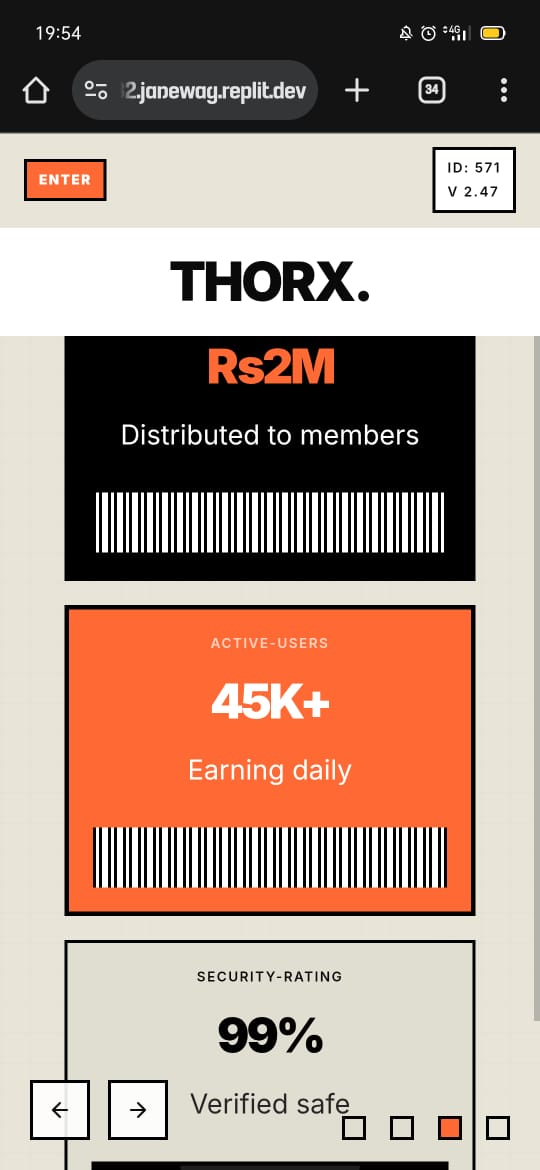 19:54
4G
2.janewag.replit.dev
34
ENTER
ID: 571
V 2.47
THORX.
Rs2M
Distributed to members
ACTIVE-USERS
45K+
Earning daily
SECURITY-RATING
99%
Verified safe